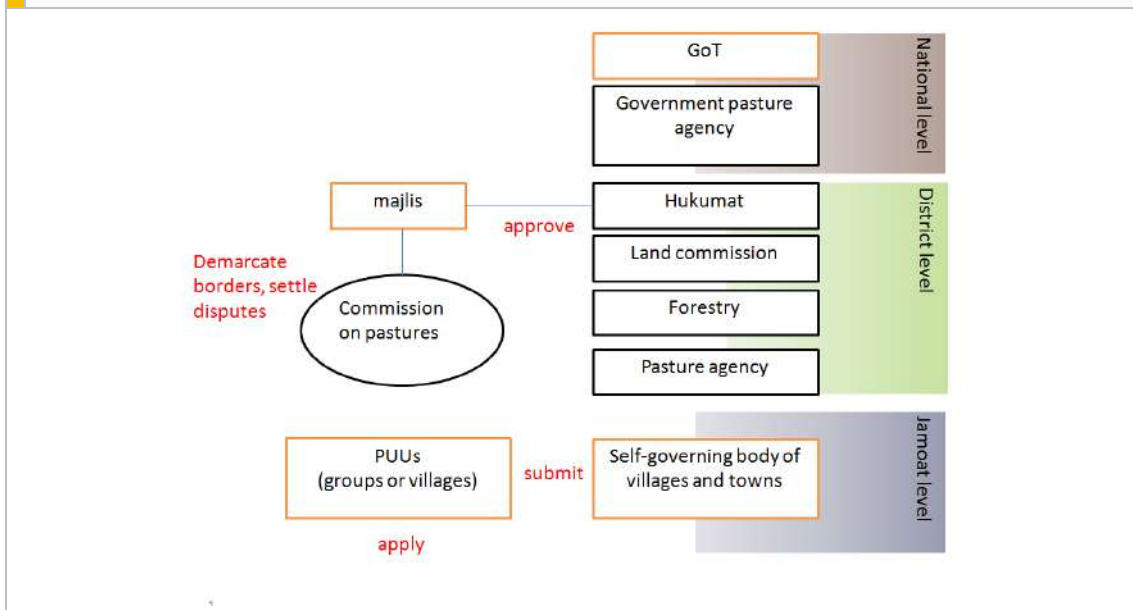 GoT
Government pasture
agency
National level
majlis
approve
Hukumat
Land commission
Forestry
Pasture agency
District level
Demarcate
borders, settle
disputes
Commission
on pastures
PUUs
(groups or villages)
submit
Self-governing body of
villages and towns
apply
Jamoat level